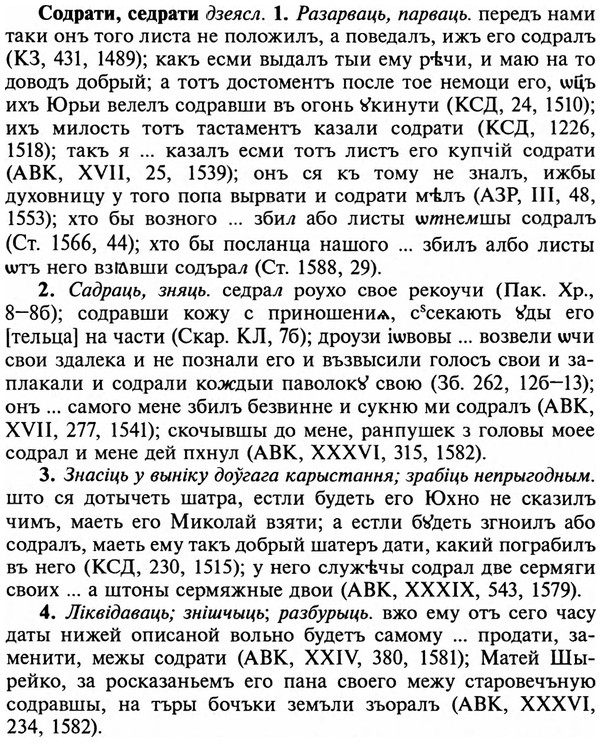 Содрати, седрати дзеясл. 1. Разарваць, парваць. передъ нами
таки онъ того листа не положилъ, а поведалъ, ижъ его содралъ
(КЗ, 431, 1489); какъ есми выдалъ тыи ему рѣчи, и маю на то
доводъ добрый; а тотъ достоментъ после тое немоци его, ѡц҃ъ
ихъ Юрьи велелъ содравши въ огонь ꙋкинути (КСД, 24, 1510);
ихъ милость тотъ тастаментъ казали содрати (КСД, 1226,
1518); такъ я ... казалъ есми тотъ листъ его купчій содрати
(АВК, XVII, 25, 1539); онъ ся къ тому не зналъ, ижбы
духовницу у того попа вырвати и содрати мѣлъ (АЗР, III, 48,
1553); хто бы возного ... збил або листы ѡтнемшы содралъ
(Ст. 1566, 44); хто бы посланца нашого ... збилъ албо листы
ѡтъ него взꙗвши содърал (Ст. 1588, 29).
2. Садраць, зняць. седрал роухо свое рекоучи (Пак. Хр.,
8—8б); содравши кожу с приношениѧ, сˢсекають ꙋды его
[тельца] на части (Скар. КЛ, 7б); дроузи іѡвовы ... возвели ѡчи
свои здалека и не познали его и възвысили голосъ свои и за-
плакали и содрали кождыи паволокꙋ свою (Зб. 262, 12б—13);
онъ ... самого мене збилъ безвинне и сукню ми содралъ (АВК,
XVII, 277, 1541); скочывшы до мене, ранпушек з головы моее
содрал и мене дей пхнул (АВК, XXXVI, 315, 1582).
3. Знасіць у выніку доўгага карыстання; зрабіць непрыгодным.
што ся дотычеть шатра, естли будеть его Юхно не сказилъ
чимъ, маеть его Миколай взяти; а естли бꙋдеть згноилъ або
содралъ, маеть ему такъ добрый шатеръ дати, какий пограбилъ
въ него (КСД, 230, 1515); у него служѣчы содрал две сермяги
своих ... а штоны сермяжные двои (АВК, XXXIX, 543, 1579).
4. Ліквідаваць; знішчыць; разбурыць. вжо ему отъ сего часу
даты нижей описаной вольно будетъ самому ... продати, за-
менити, межы содрати (АВК, XXIV, 380, 1581); Матей Шы-
рейко, за росказаньем его пана своего межу старовечъную
содравшы, на търы бочъки земъли зъоралъ (АВК, XXXVI,
234, 1582).